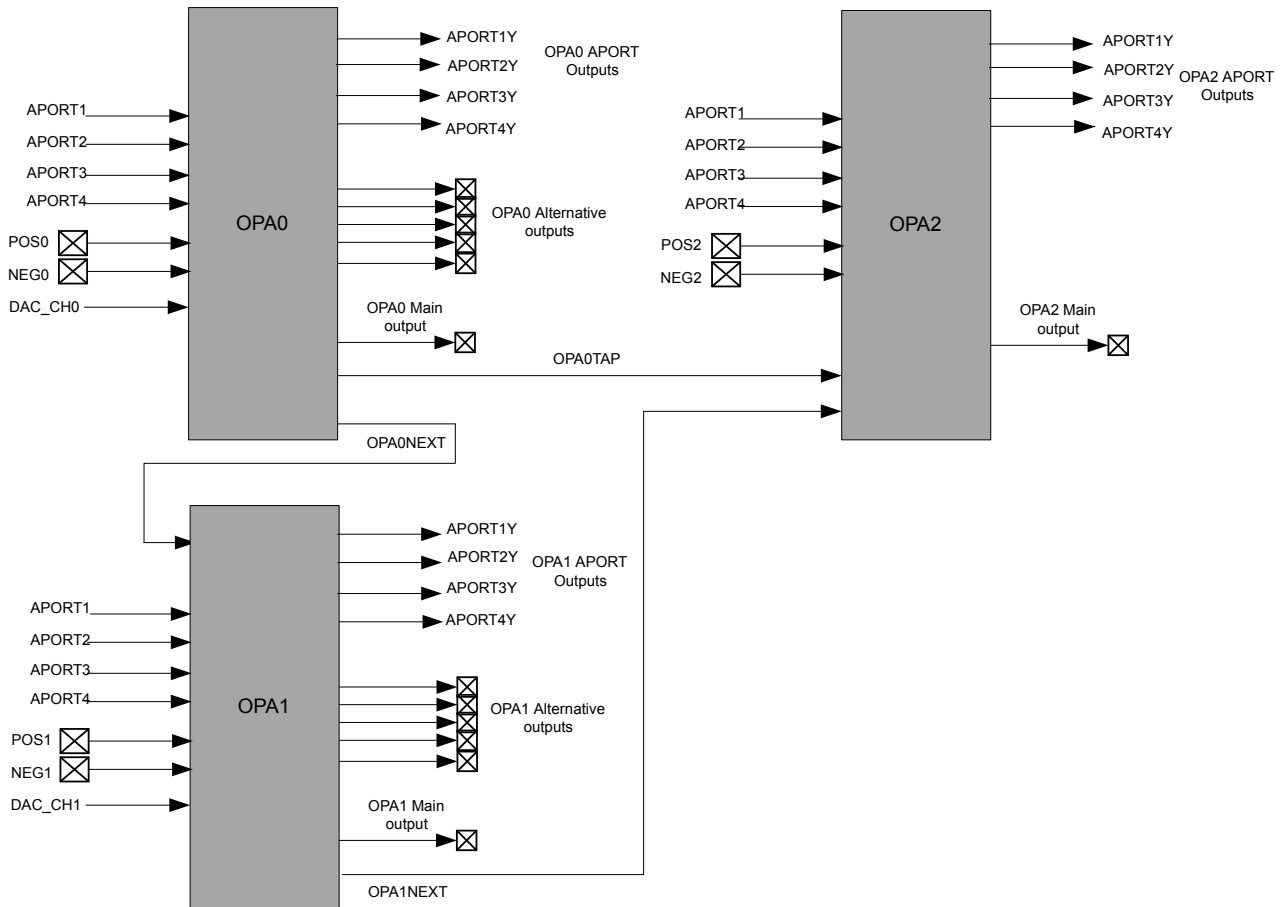 OPA0
APORT1
APORT2
APORT3
APORT4
POS0
NEG0
DAC_CH0
APORT1Y
APORT2Y
APORT3Y
APORT4Y
OPA0 APORT
Outputs
OPA0 Alternative
outputs
OPA0 Main
output
OPA0TAP
OPA0NEXT
OPA2
APORT1
APORT2
APORT3
APORT4
POS2
NEG2
APORT1Y
APORT2Y
APORT3Y
APORT4Y
OPA2 APORT
Outputs
OPA2 Main
output
OPA1
APORT1
APORT2
APORT3
APORT4
POS1
NEG1
DAC_CH1
APORT1Y
APORT2Y
APORT3Y
APORT4Y
OPA1 APORT
Outputs
OPA1 Alternative
outputs
OPA1 Main
output
OPA1NEXT